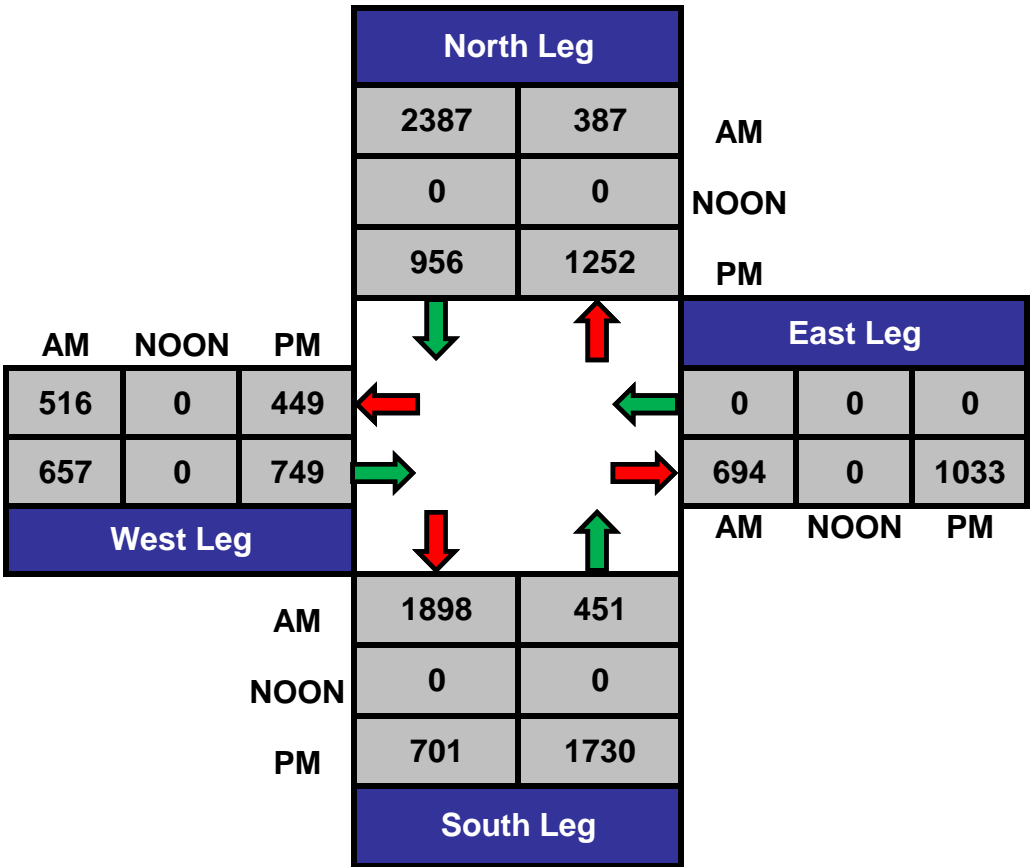 North Leg
2387 387 AM
0 0 NOON
956 1252 PM
AM NOON PM East Leg
516 0 449 0 0 0
657 0 749 694 0 1033
West Leg AM NOON PM
AM 1898 451
NOON 0 0
PM 701 1730
South Leg